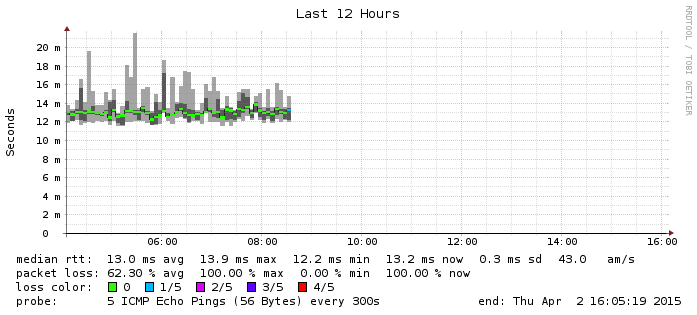 Last 12 Hours
RRDTOOL / TOBI OETIKER
Seconds
20 m
18 m
16 m
14 m
12 m
10 m
8 m
6 m
4 m
2 m
0
06:00 08:00 10:00 12:00 14:00 16:00
median rtt: 13.0 ms avg 13.9 ms max 12.2 ms min 13.2 ms now 0.3 ms sd 43.0 am/s
packet loss: 62.30 % avg 100.00 % max 0.00 % min 100.00 % now
loss color: 0 1/5 2/5 3/5 4/5
probe: 5 ICMP Echo Pings (56 Bytes) every 300s end: Thu Apr 2 16:05:19 2015